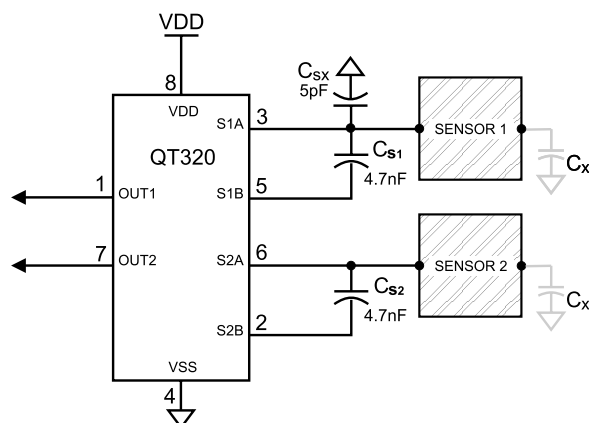 VDD
8
VDD
CSX
5pF
S1A
3
SENSOR 1
QT320
CS1
4.7nF
CX
1
OUT1
S1B
5
7
OUT2
S2A
6
SENSOR 2
CS2
4.7nF
CX
S2B
2
VSS
4